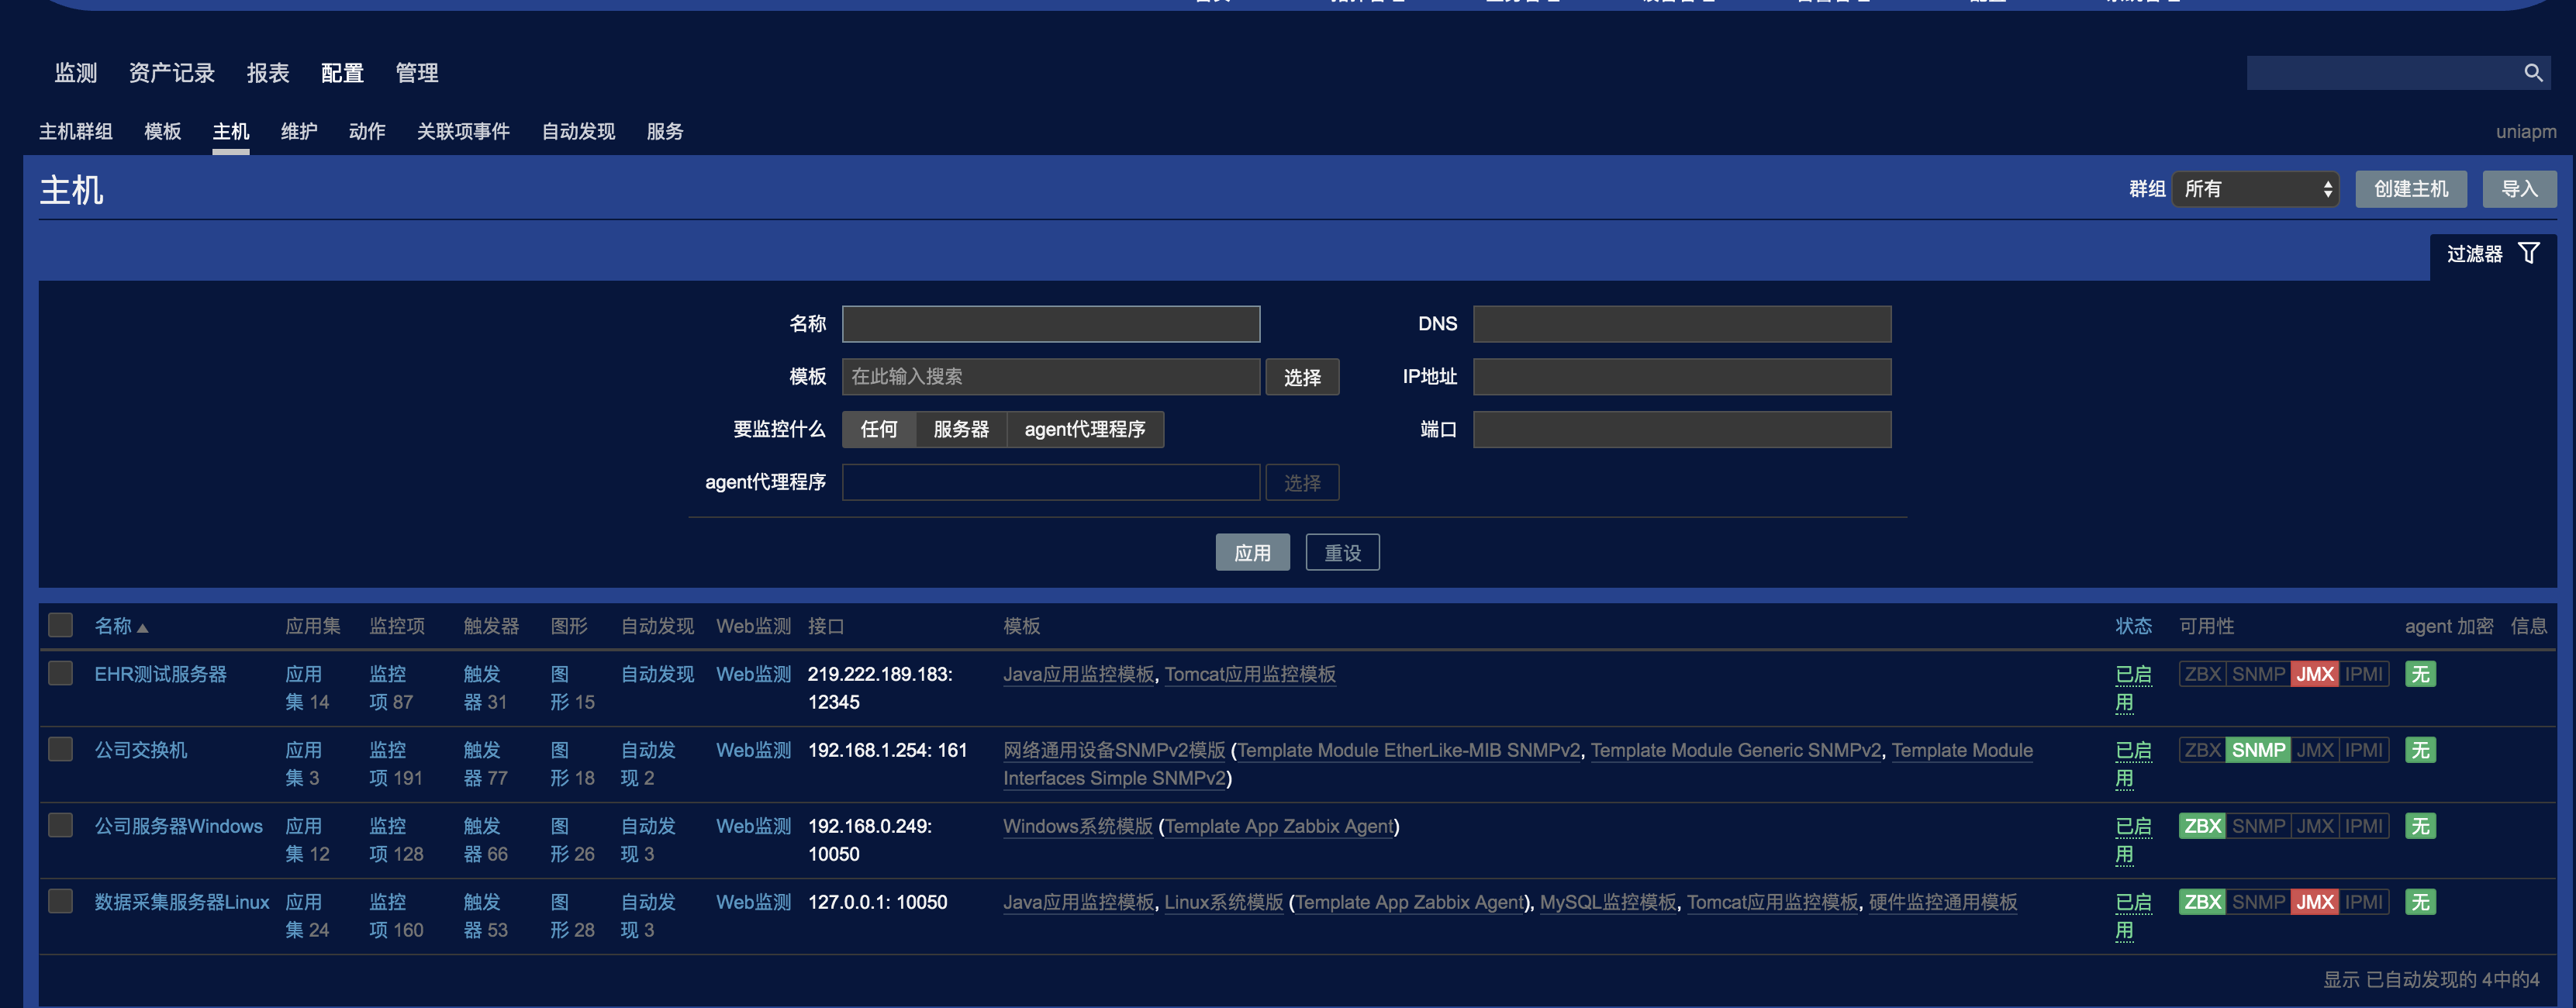 监测 资产记录 报表 配置 管理
主机群组 模板 主机 维护 动作 关联项事件 自动发现 服务 uniapm
主机 群组 所有 创建主机 导入
过滤器
名称 DNS
模板 在此输入搜索 选择 IP地址
要监控什么 任何 服务器 agent代理程序 端口
agent代理程序 选择
应用 重设
名称 应用集 监控项 触发器 图形 自动发现 Web监测 接口 模板 状态 可用性 agent 加密 信息
EHR测试服务器 应用 监控 触发 图 自动发现 Web监测 219.222.189.183: Java应用监控模板, Tomcat应用监控模板 已启 ZBX SNMP JMX IPMI 无
集 14 项 87 器 31 形 15 12345 用
公司交换机 应用 监控 触发 图 自动发 Web监测 192.168.1.254: 161 网络通用设备SNMPv2模版 (Template Module EtherLike-MIB SNMPv2, Template Module Generic SNMPv2, Template Module 已启 ZBX SNMP JMX IPMI 无
集 3 项 191 器 77 形 18 现 2 Interfaces Simple SNMPv2) 用
公司服务器Windows 应用 监控 触发 图 自动发 Web监测 192.168.0.249: Windows系统模版 (Template App Zabbix Agent) 已启 ZBX SNMP JMX IPMI 无
集 12 项 128 器 66 形 26 现 3 10050 用
数据采集服务器Linux 应用 监控 触发 图 自动发 Web监测 127.0.0.1: 10050 Java应用监控模板, Linux系统模版 (Template App Zabbix Agent), MySQL监控模板, Tomcat应用监控模板, 硬件监控通用模板 已启 ZBX SNMP JMX IPMI 无
集 24 项 160 器 53 形 28 现 3 用
显示 已自动发现的 4中的4